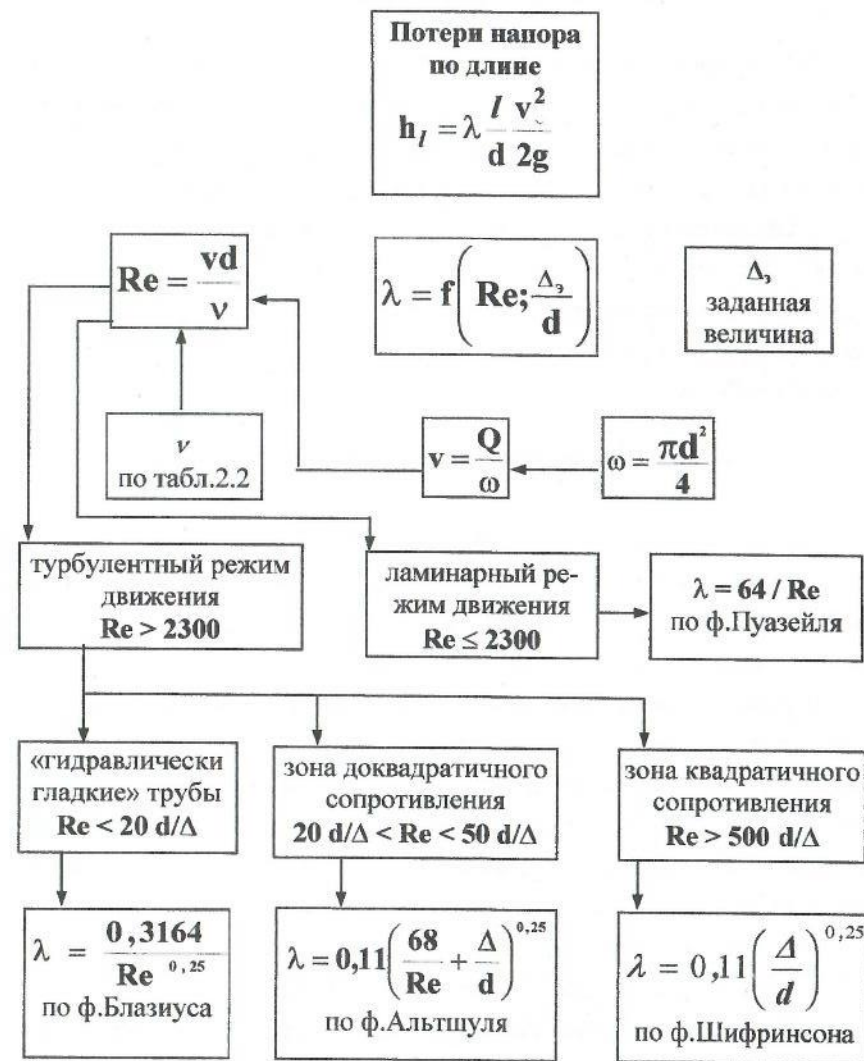 Потери напора
по длине
h_l = λ l/d v²/2g
Re = vd/ν
λ = f(Re; Δ_э/d)
Δ_э
заданная
величина
ν
по табл.2.2
v = Q/ω
ω = πd²/4
турбулентный режим
движения
Re > 2300
ламинарный ре-
жим движения
Re ≤ 2300
λ = 64 / Re
по ф.Пуазейля
«гидравлически
гладкие» трубы
Re < 20 d/Δ
зона доквадратичного
сопротивления
20 d/Δ < Re < 50 d/Δ
зона квадратичного
сопротивления
Re > 500 d/Δ
λ = 0,3164/Re^0,25
по ф.Блазиуса
λ = 0,11(68/Re + Δ/d)^0,25
по ф.Альтшуля
λ = 0,11(Δ/d)^0,25
по ф.Шифринсона